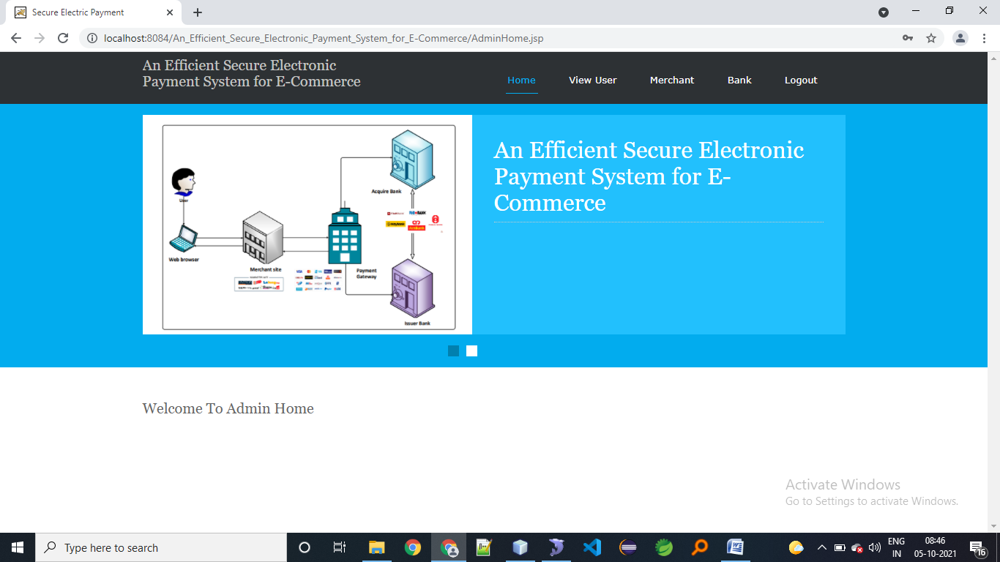 Secure Electric Payment
localhost:8084/An_Efficient_Secure_Electronic_Payment_System_for_E-Commerce/AdminHome.jsp
An Efficient Secure Electronic
Payment System for E-Commerce
Home
View User
Merchant
Bank
Logout
An Efficient Secure Electronic
Payment System for E-
Commerce
Acquire Bank
User
Web browser
Merchant site
Payment
Gateway
Issuer Bank
Welcome To Admin Home
Activate Windows
Go to Settings to activate Windows.
Type here to search
ENG
IN
08:46
05-10-2021
16